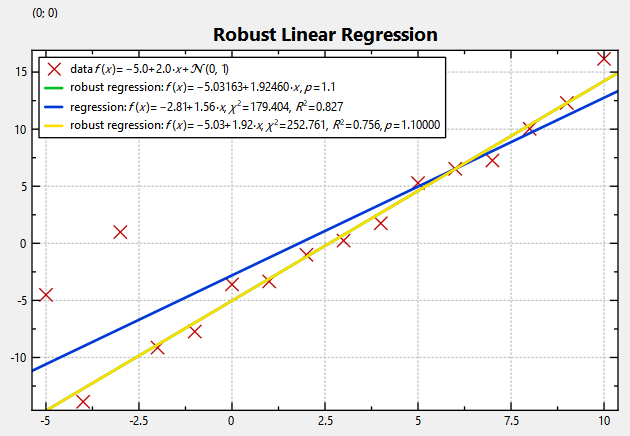 (0; 0)
Robust Linear Regression
data f(x)=−5.0+2.0·x+𝒩(0, 1)
robust regression: f(x)=−5.03163+1.92460·x, p=1.1
regression: f(x)=−2.81+1.56·x, χ²=179.404, R²=0.827
robust regression: f(x)=−5.03+1.92·x, χ²=252.761, R²=0.756, p=1.10000
15
10
5
0
-5
-10
-5 -2.5 0 2.5 5 7.5 10